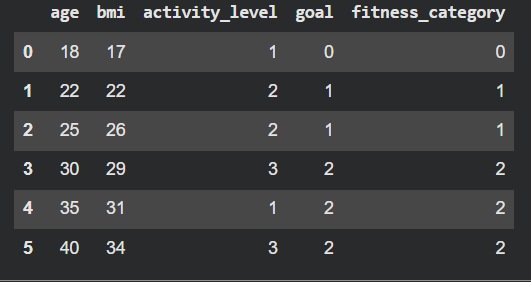 age bmi activity_level goal fitness_category
0 18 17 1 0 0
1 22 22 2 1 1
2 25 26 2 1 1
3 30 29 3 2 2
4 35 31 1 2 2
5 40 34 3 2 2